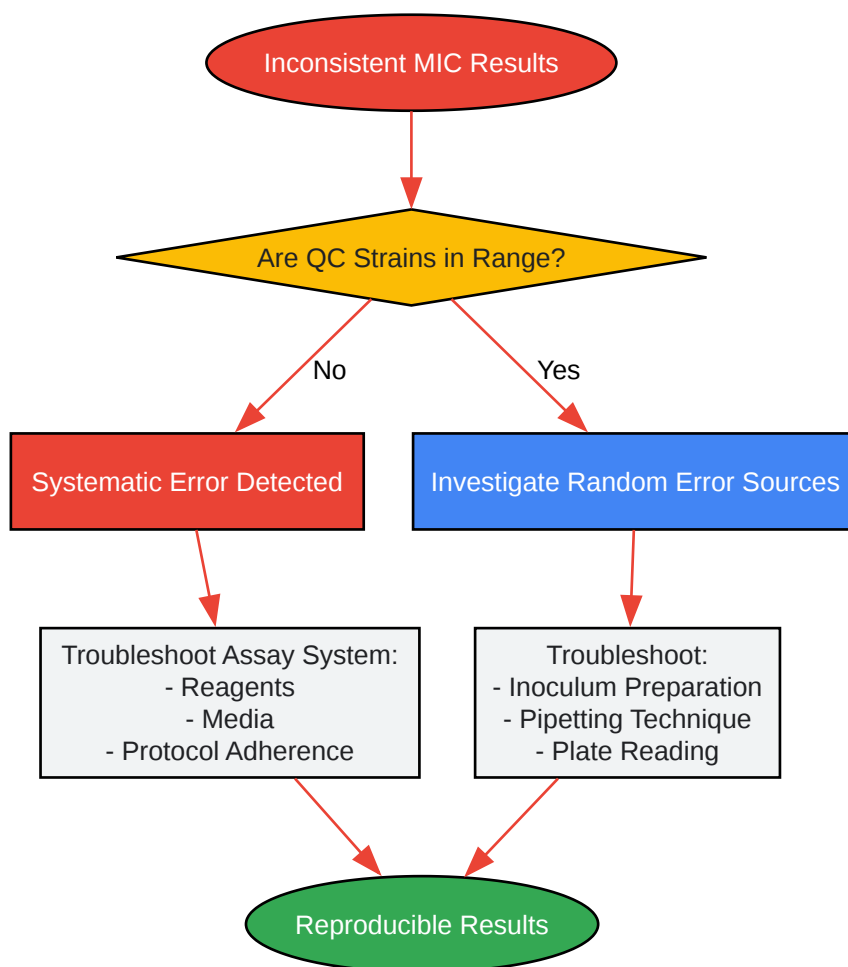 Inconsistent MIC Results
Are QC Strains in Range?
No
Yes
Systematic Error Detected
Investigate Random Error Sources
Troubleshoot Assay System:
- Reagents
- Media
- Protocol Adherence
Troubleshoot:
- Inoculum Preparation
- Pipetting Technique
- Plate Reading
Reproducible Results